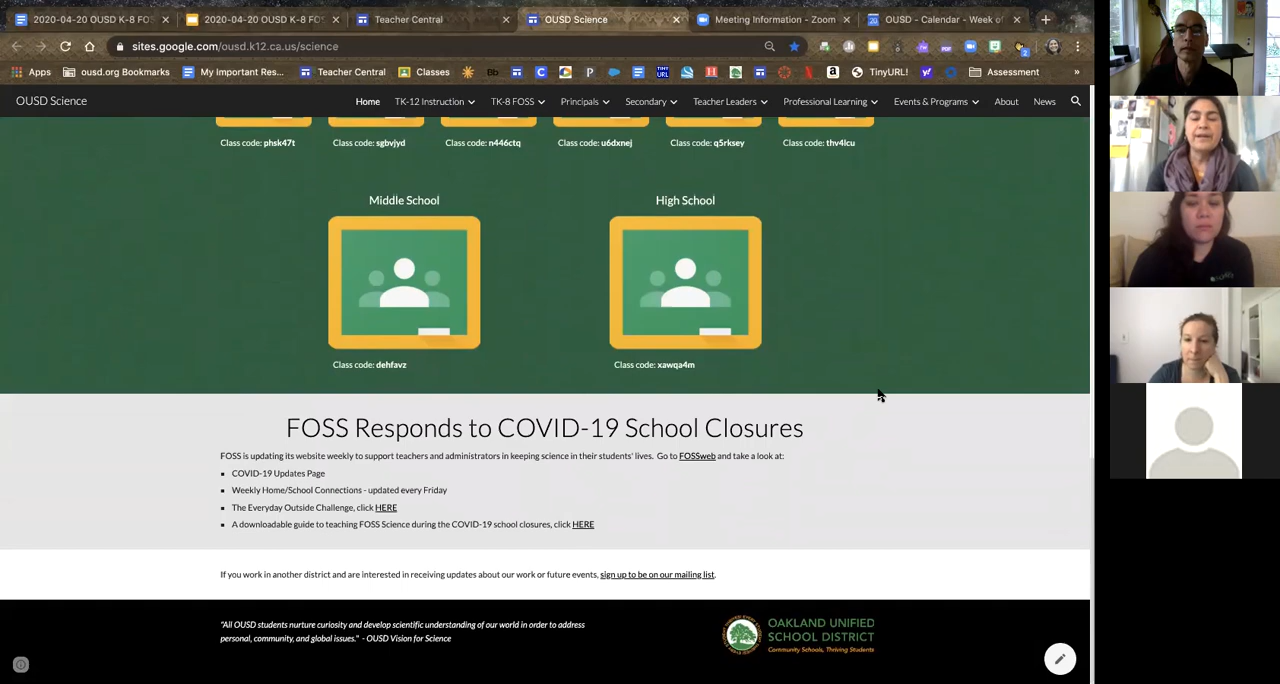 2020-04-20 OUSD K-8 FOS
2020-04-20 OUSD K-8 FOS
Teacher Central
OUSD Science
Meeting Information - Zoom
OUSD - Calendar - Week of
sites.google.com/ousd.k12.ca.us/science
Apps
ousd.org Bookmarks
My Important Res...
Teacher Central
Classes
TinyURL!
Assessment
OUSD Science
Home
TK-12 Instruction
TK-8 FOSS
Principals
Secondary
Teacher Leaders
Professional Learning
Events & Programs
About
News
Class code: phsk47t
Class code: sgbvjyd
Class code: n446ctq
Class code: u6dxnej
Class code: q5rksey
Class code: thv4lcu
Middle School
High School
Class code: dehfavz
Class code: xawqa4m
FOSS Responds to COVID-19 School Closures
FOSS is updating its website weekly to support teachers and administrators in keeping science in their students' lives. Go to FOSSweb and take a look at:
COVID-19 Updates Page
Weekly Home/School Connections - updated every Friday
The Everyday Outside Challenge, click HERE
A downloadable guide to teaching FOSS Science during the COVID-19 school closures, click HERE
If you work in another district and are interested in receiving updates about our work or future events, sign up to be on our mailing list.
"All OUSD students nurture curiosity and develop scientific understanding of our world in order to address
personal, community, and global issues." - OUSD Vision for Science
OAKLAND UNIFIED
SCHOOL DISTRICT
Community Schools, Thriving Students